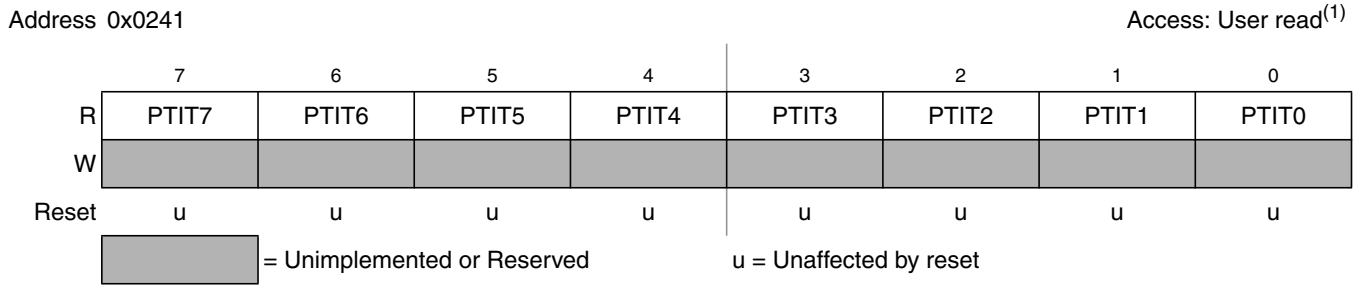 Address 0x0241 Access: User read(1)
7 6 5 4 3 2 1 0
R PTIT7 PTIT6 PTIT5 PTIT4 PTIT3 PTIT2 PTIT1 PTIT0
W
Reset u u u u u u u u
= Unimplemented or Reserved u = Unaffected by reset